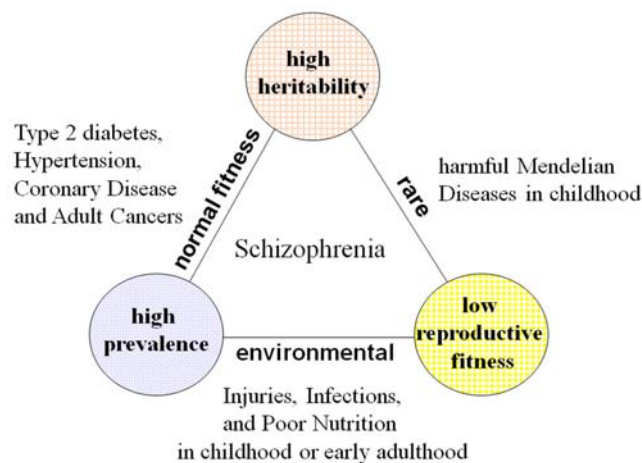 high
heritability
Type 2 diabetes,
Hypertension,
Coronary Disease
and Adult Cancers
normal fitness
rare
harmful Mendelian
Diseases in childhood
Schizophrenia
high
prevalence
environmental
low
reproductive
fitness
Injuries, Infections,
and Poor Nutrition
in childhood or early adulthood